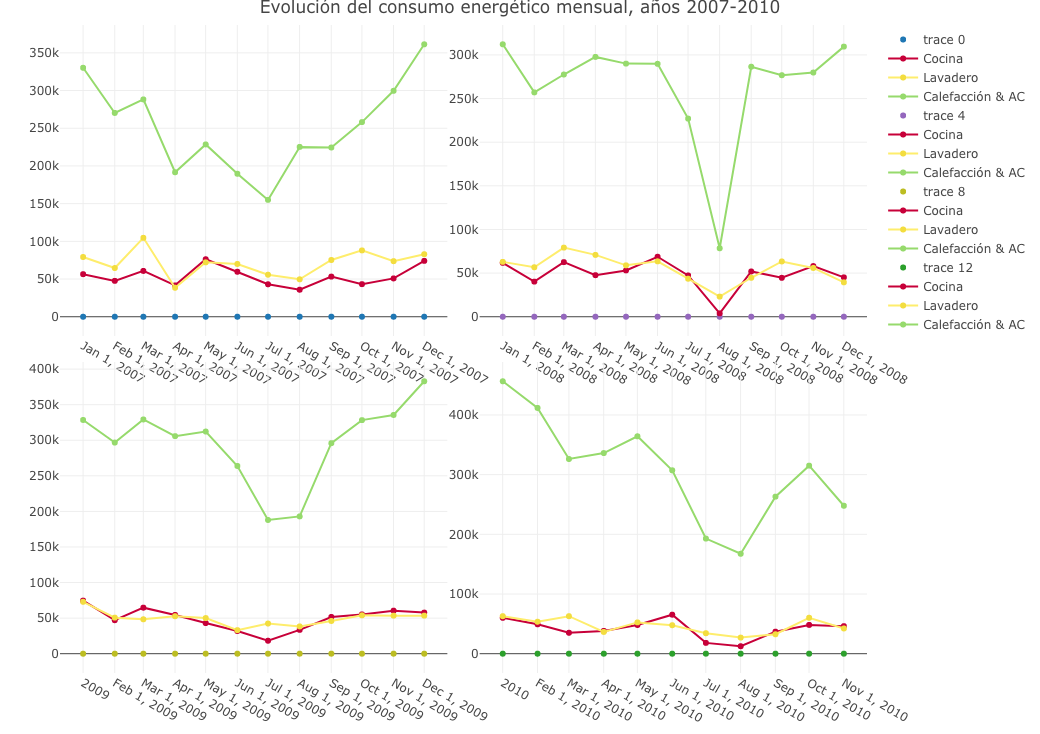 Evolución del consumo energético mensual, años 2007-2010
350k
300k
250k
200k
150k
100k
50k
0
Jan 1, 2007
Feb 1, 2007
Mar 1, 2007
Apr 1, 2007
May 1, 2007
Jun 1, 2007
Jul 1, 2007
Aug 1, 2007
Sep 1, 2007
Oct 1, 2007
Nov 1, 2007
Dec 1, 2007
300k
250k
200k
150k
100k
50k
0
Jan 1, 2008
Feb 1, 2008
Mar 1, 2008
Apr 1, 2008
May 1, 2008
Jun 1, 2008
Jul 1, 2008
Aug 1, 2008
Sep 1, 2008
Oct 1, 2008
Nov 1, 2008
Dec 1, 2008
trace 0
Cocina
Lavadero
Calefacción & AC
trace 4
Cocina
Lavadero
Calefacción & AC
trace 8
Cocina
Lavadero
Calefacción & AC
trace 12
Cocina
Lavadero
Calefacción & AC
400k
350k
300k
250k
200k
150k
100k
50k
0
2009
Feb 1, 2009
Mar 1, 2009
Apr 1, 2009
May 1, 2009
Jun 1, 2009
Jul 1, 2009
Aug 1, 2009
Sep 1, 2009
Oct 1, 2009
Nov 1, 2009
Dec 1, 2009
400k
300k
200k
100k
0
2010
Feb 1, 2010
Mar 1, 2010
Apr 1, 2010
May 1, 2010
Jun 1, 2010
Jul 1, 2010
Aug 1, 2010
Sep 1, 2010
Oct 1, 2010
Nov 1, 2010